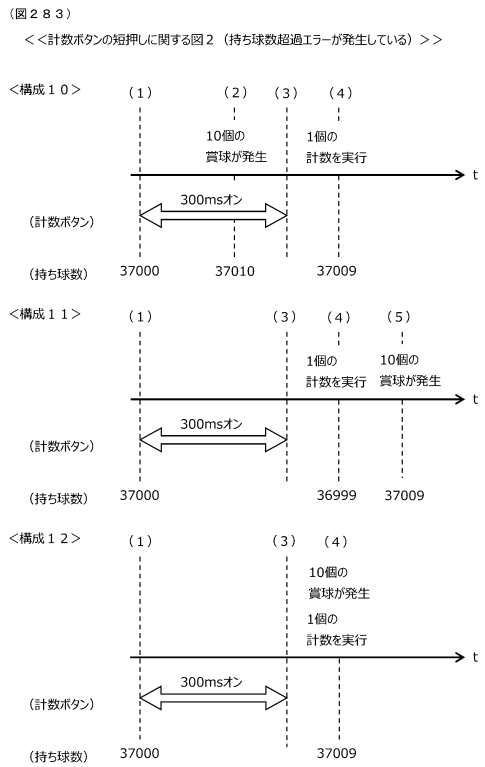 （図２８３）
＜＜計数ボタンの短押しに関する図２（持ち球数超過エラーが発生している）＞＞
＜構成１０＞
（1） （2） （3） （4）
10個の
賞球が発生
1個の
計数を実行
t
（計数ボタン）
300msオン
（持ち球数）
37000 37010 37009
＜構成１１＞
（1） （3） （4） （5）
1個の
計数を実行
10個の
賞球が発生
t
（計数ボタン）
300msオン
（持ち球数）
37000 36999 37009
＜構成１２＞
（1） （3） （4）
10個の
賞球が発生
1個の
計数を実行
t
（計数ボタン）
300msオン
（持ち球数）
37000 37009